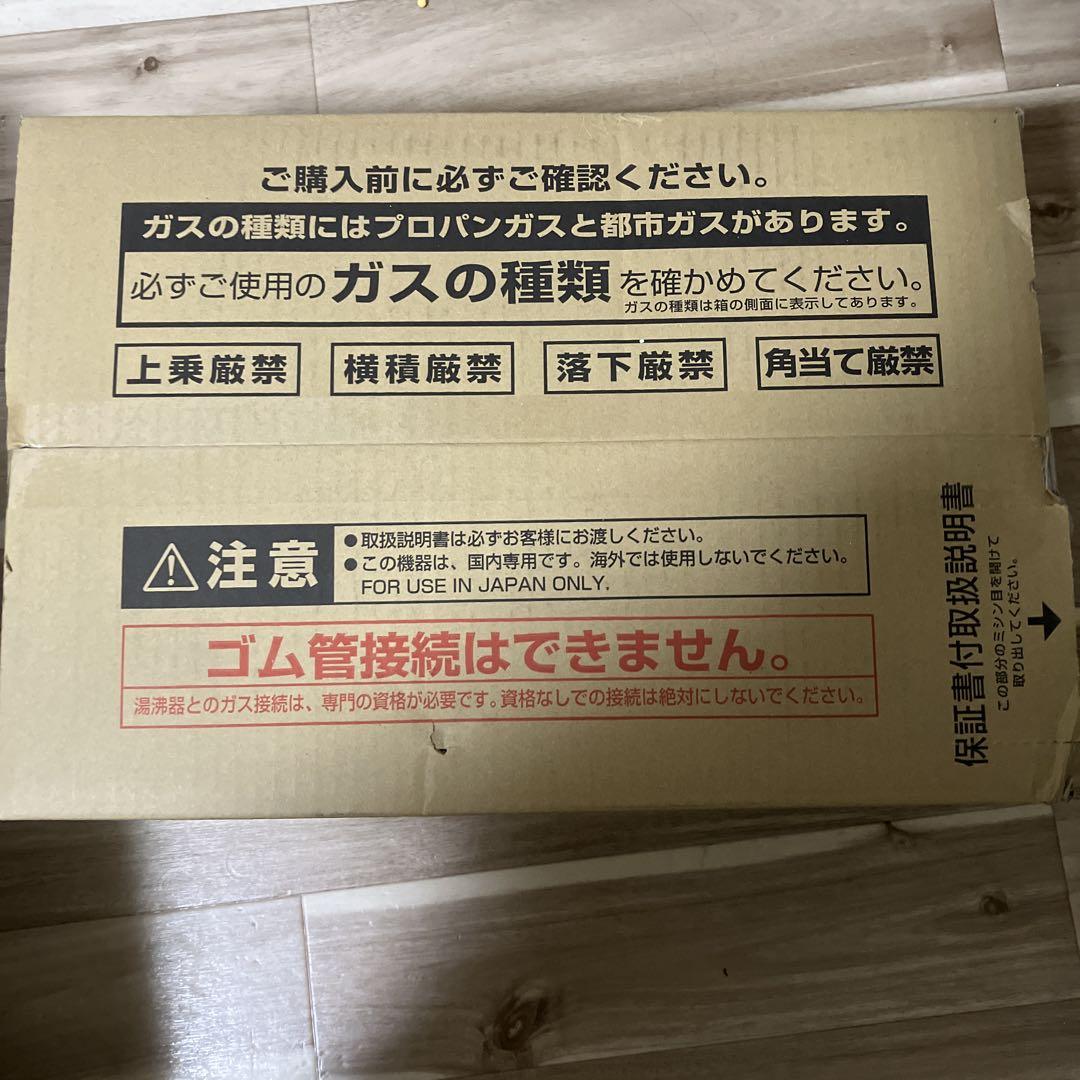 ご購入前に必ずご確認ください。
ガスの種類にはプロパンガスと都市ガスがあります。
必ずご使用のガスの種類を確かめてください。
ガスの種類は箱の側面に表示してあります。
上乗厳禁
横積厳禁
落下厳禁
角当て厳禁
注意
●取扱説明書は必ずお客様にお渡しください。
●この機器は、国内専用です。海外では使用しないでください。
FOR USE IN JAPAN ONLY.
ゴム管接続はできません。
湯沸器とのガス接続は、専門の資格が必要です。資格なしでの接続は絶対にしないでください。
保証書付取扱説明書
この部分のミシン目を開けて
取り出してください。